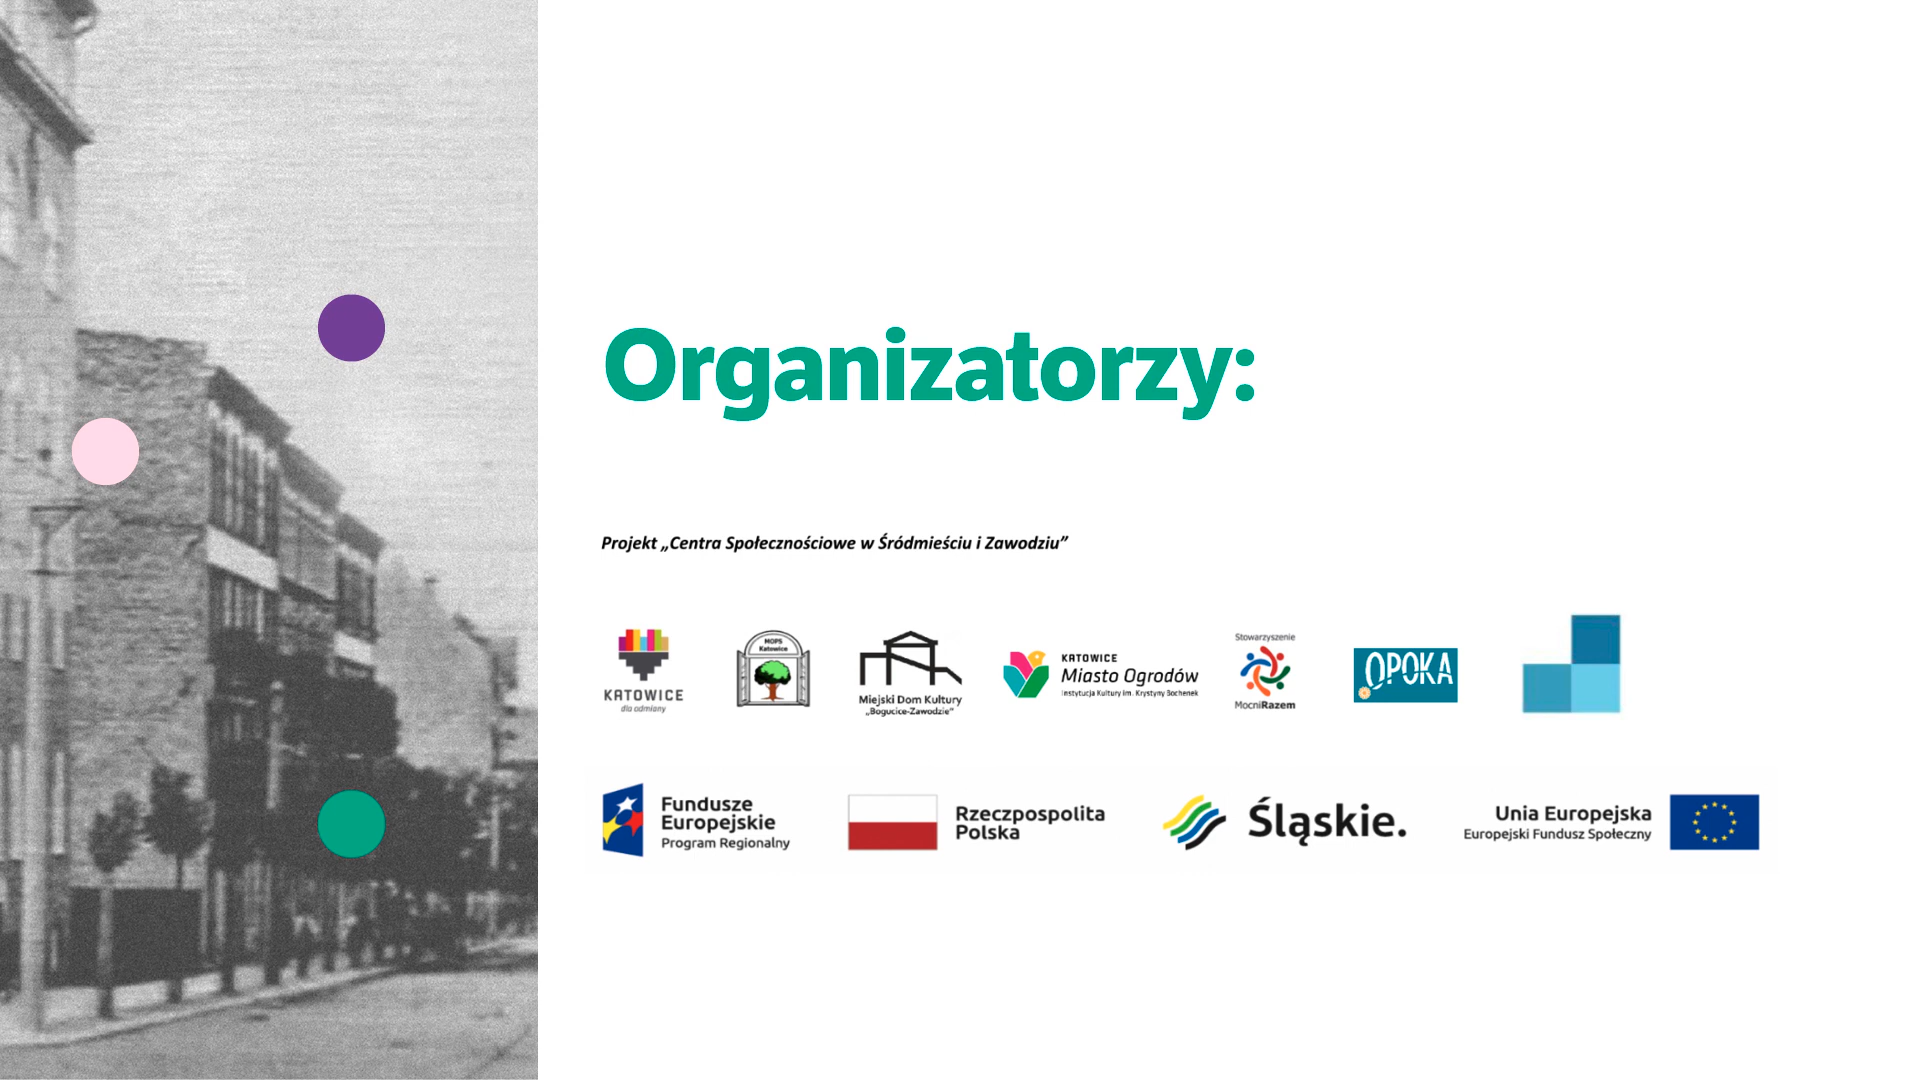 Organizatorzy:
Projekt „Centra Społecznościowe w Śródmieściu i Zawodziu”
KATOWICE
dla odmiany
MOPS
Katowice
Miejski Dom Kultury
„Bogucice-Zawodzie”
KATOWICE
Miasto Ogrodów
Instytucja Kultury im. Krystyny Bochenek
Stowarzyszenie
MocniRazem
OPOKA
Fundusze
Europejskie
Program Regionalny
Rzeczpospolita
Polska
Śląskie.
Unia Europejska
Europejski Fundusz Społeczny